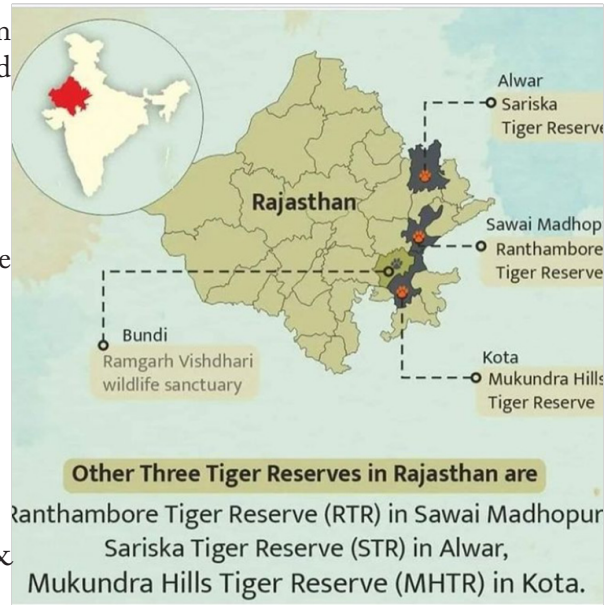 n
d
e
&
Alwar
Sariska
Tiger Reserve
Rajasthan
Sawai Madhop
Ranthambore
Tiger Reserve
Bundi
Ramgarh Vishdhari
wildlife sanctuary
Kota
Mukundra Hills
Tiger Reserve
Other Three Tiger Reserves in Rajasthan are
Ranthambore Tiger Reserve (RTR) in Sawai Madhopur
Sariska Tiger Reserve (STR) in Alwar,
Mukundra Hills Tiger Reserve (MHTR) in Kota.